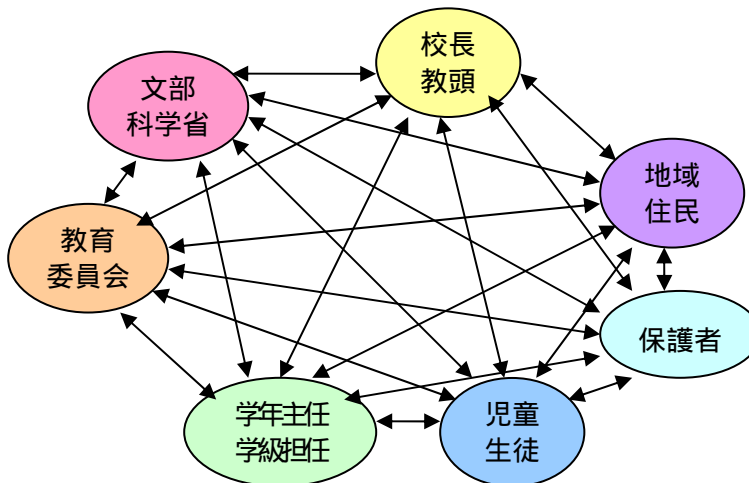 校長
教頭
文部
科学省
地域
住民
教育
委員会
保護者
学年主任
学級担任
児童
生徒